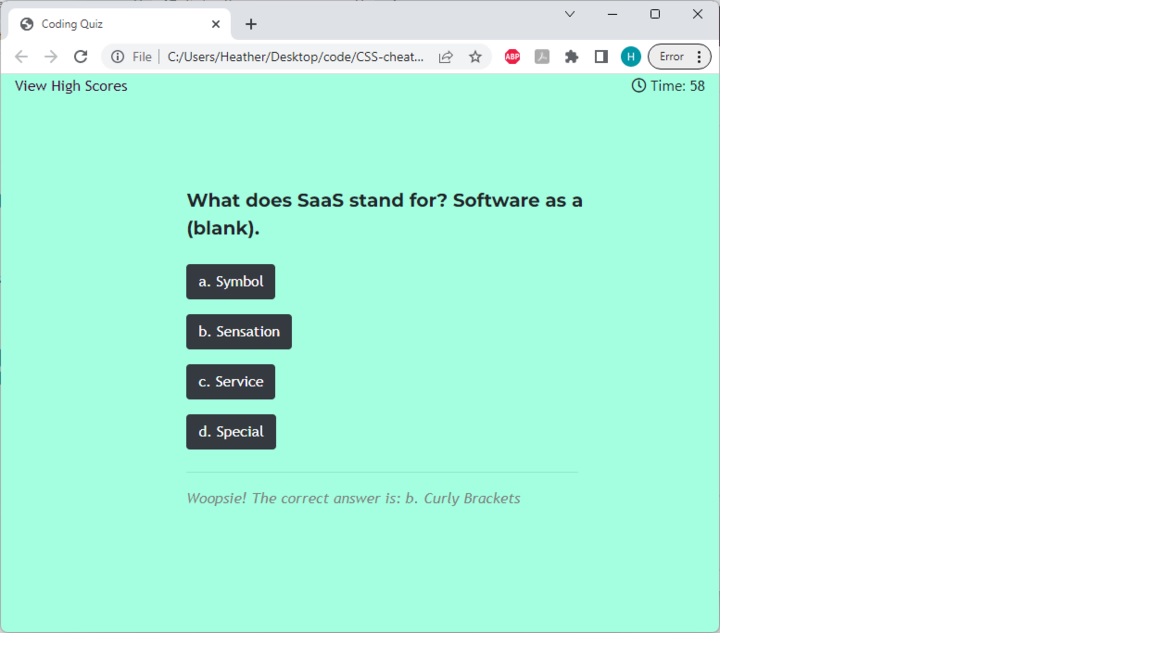 Coding Quiz
File C:/Users/Heather/Desktop/code/CSS-cheat... ABP H Error
View High Scores
Time: 58
What does SaaS stand for? Software as a
(blank).
a. Symbol
b. Sensation
c. Service
d. Special
Woopsie! The correct answer is: b. Curly Brackets